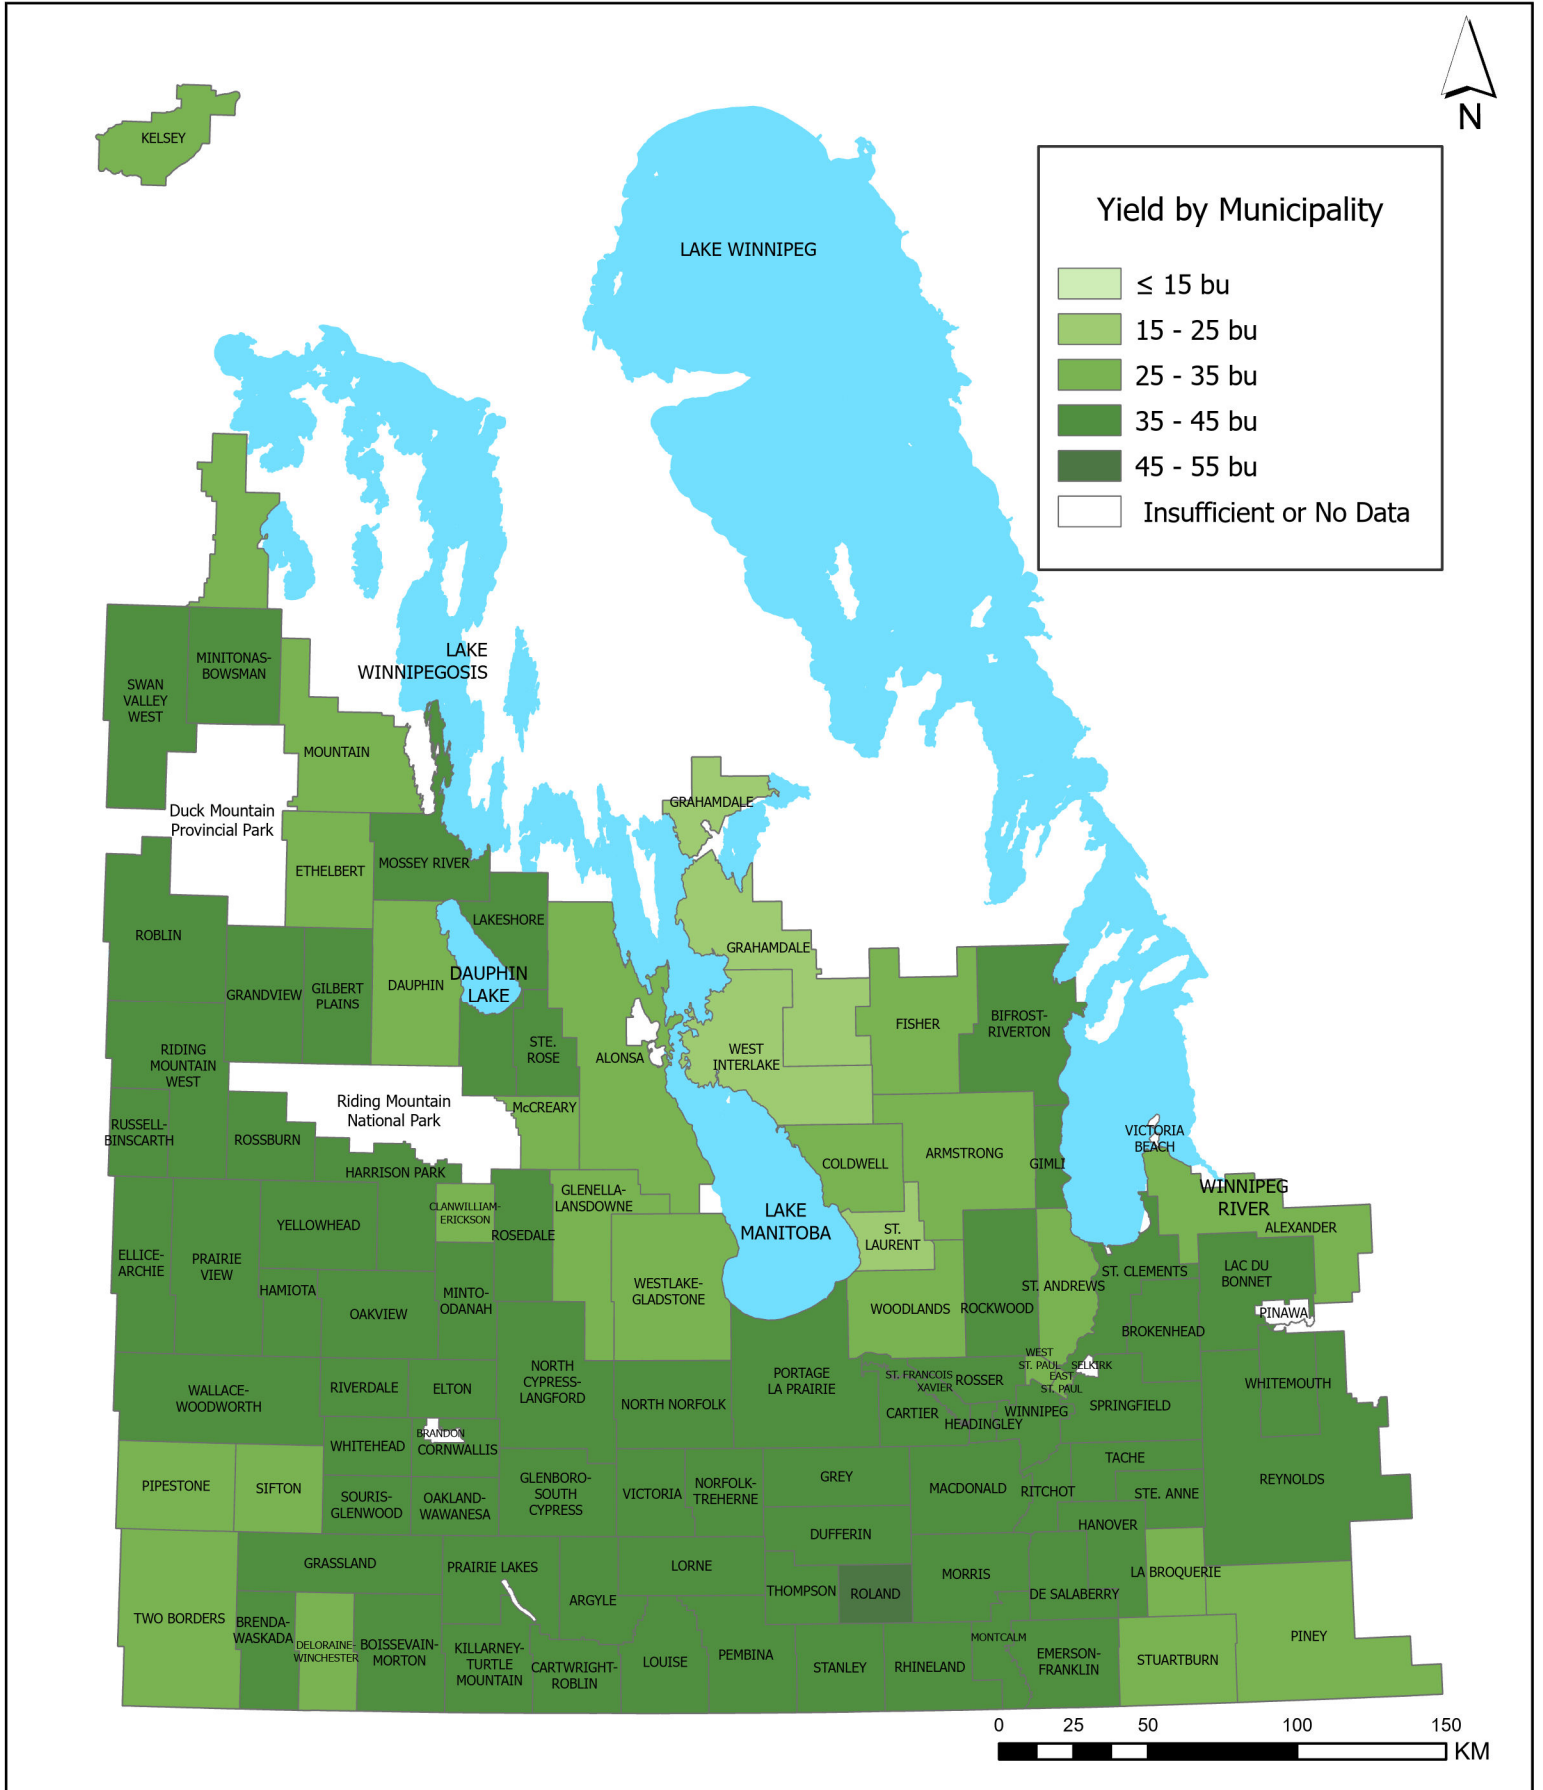 N
KELSEY
Yield by Municipality
≤ 15 bu
15 - 25 bu
25 - 35 bu
35 - 45 bu
45 - 55 bu
Insufficient or No Data
LAKE WINNIPEG
LAKE
WINNIPEGOSIS
MINITONAS-
BOWSMAN
SWAN
VALLEY
WEST
MOUNTAIN
Duck Mountain
Provincial Park
GRAHAMDALE
ETHELBERT
MOSSEY RIVER
LAKESHORE
ROBLIN
GRANDVIEW
GILBERT
PLAINS
DAUPHIN
DAUPHIN
LAKE
GRAHAMDALE
FISHER
BIFROST-
RIVERTON
STE.
ROSE
ALONSA
WEST
INTERLAKE
RIDING
MOUNTAIN
WEST
Riding Mountain
National Park
McCREARY
RUSSELL-
BINSCARTH
ROSSBURN
HARRISON PARK
VICTORIA
BEACH
COLDWELL
ARMSTRONG
GIMLI
CLANWILLIAM-
ERICKSON
GLENELLA-
LANSDOWNE
WINNIPEG
RIVER
ALEXANDER
YELLOWHEAD
ROSEDALE
LAKE
MANITOBA
ST.
LAURENT
ELLICE-
ARCHIE
PRAIRIE
VIEW
HAMIOTA
OAKVIEW
MINTO-
ODANAH
WESTLAKE-
GLADSTONE
WOODLANDS
ROCKWOOD
ST. ANDREWS
ST. CLEMENTS
LAC DU
BONNET
PINAWA
BROKENHEAD
WEST
ST. PAUL
SELKIRK
EAST
ST. PAUL
WALLACE-
WOODWORTH
RIVERDALE
ELTON
NORTH
CYPRESS-
LANGFORD
NORTH NORFOLK
PORTAGE
LA PRAIRIE
ST. FRANCOIS
XAVIER
ROSSER
CARTIER
HEADINGLEY
WINNIPEG
SPRINGFIELD
WHITEMOUTH
WHITEHEAD
BRANDON
CORNWALLIS
PIPESTONE
SIFTON
SOURIS-
GLENWOOD
OAKLAND-
WAWANESA
GLENBORO-
SOUTH
CYPRESS
VICTORIA
NORFOLK-
TREHERNE
GREY
MACDONALD
RITCHOT
TACHE
STE. ANNE
REYNOLDS
HANOVER
DUFFERIN
GRASSLAND
PRAIRIE LAKES
LORNE
ARGYLE
THOMPSON
ROLAND
MORRIS
DE SALABERRY
LA BROQUERIE
TWO BORDERS
BRENDA-
WASKADA
DELORAINE-
WINCHESTER
BOISSEVAIN-
MORTON
KILLARNEY-
TURTLE
MOUNTAIN
CARTWRIGHT-
ROBLIN
LOUISE
PEMBINA
STANLEY
RHINELAND
MONTCALM
EMERSON-
FRANKLIN
STUARTBURN
PINEY
0 25 50 100 150
KM